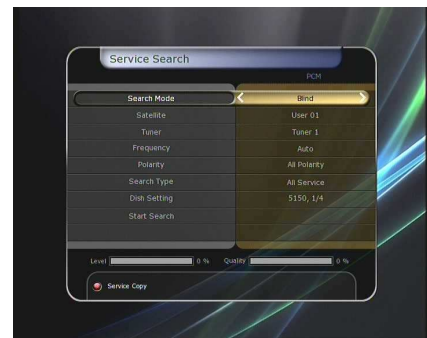 Service Search
PCM
Search Mode Blind
Satellite User 01
Tuner Tuner 1
Frequency Auto
Polarity All Polarity
Search Type All Service
Dish Setting 5150, 1/4
Start Search
Level 0 % Quality 0 %
Service Copy